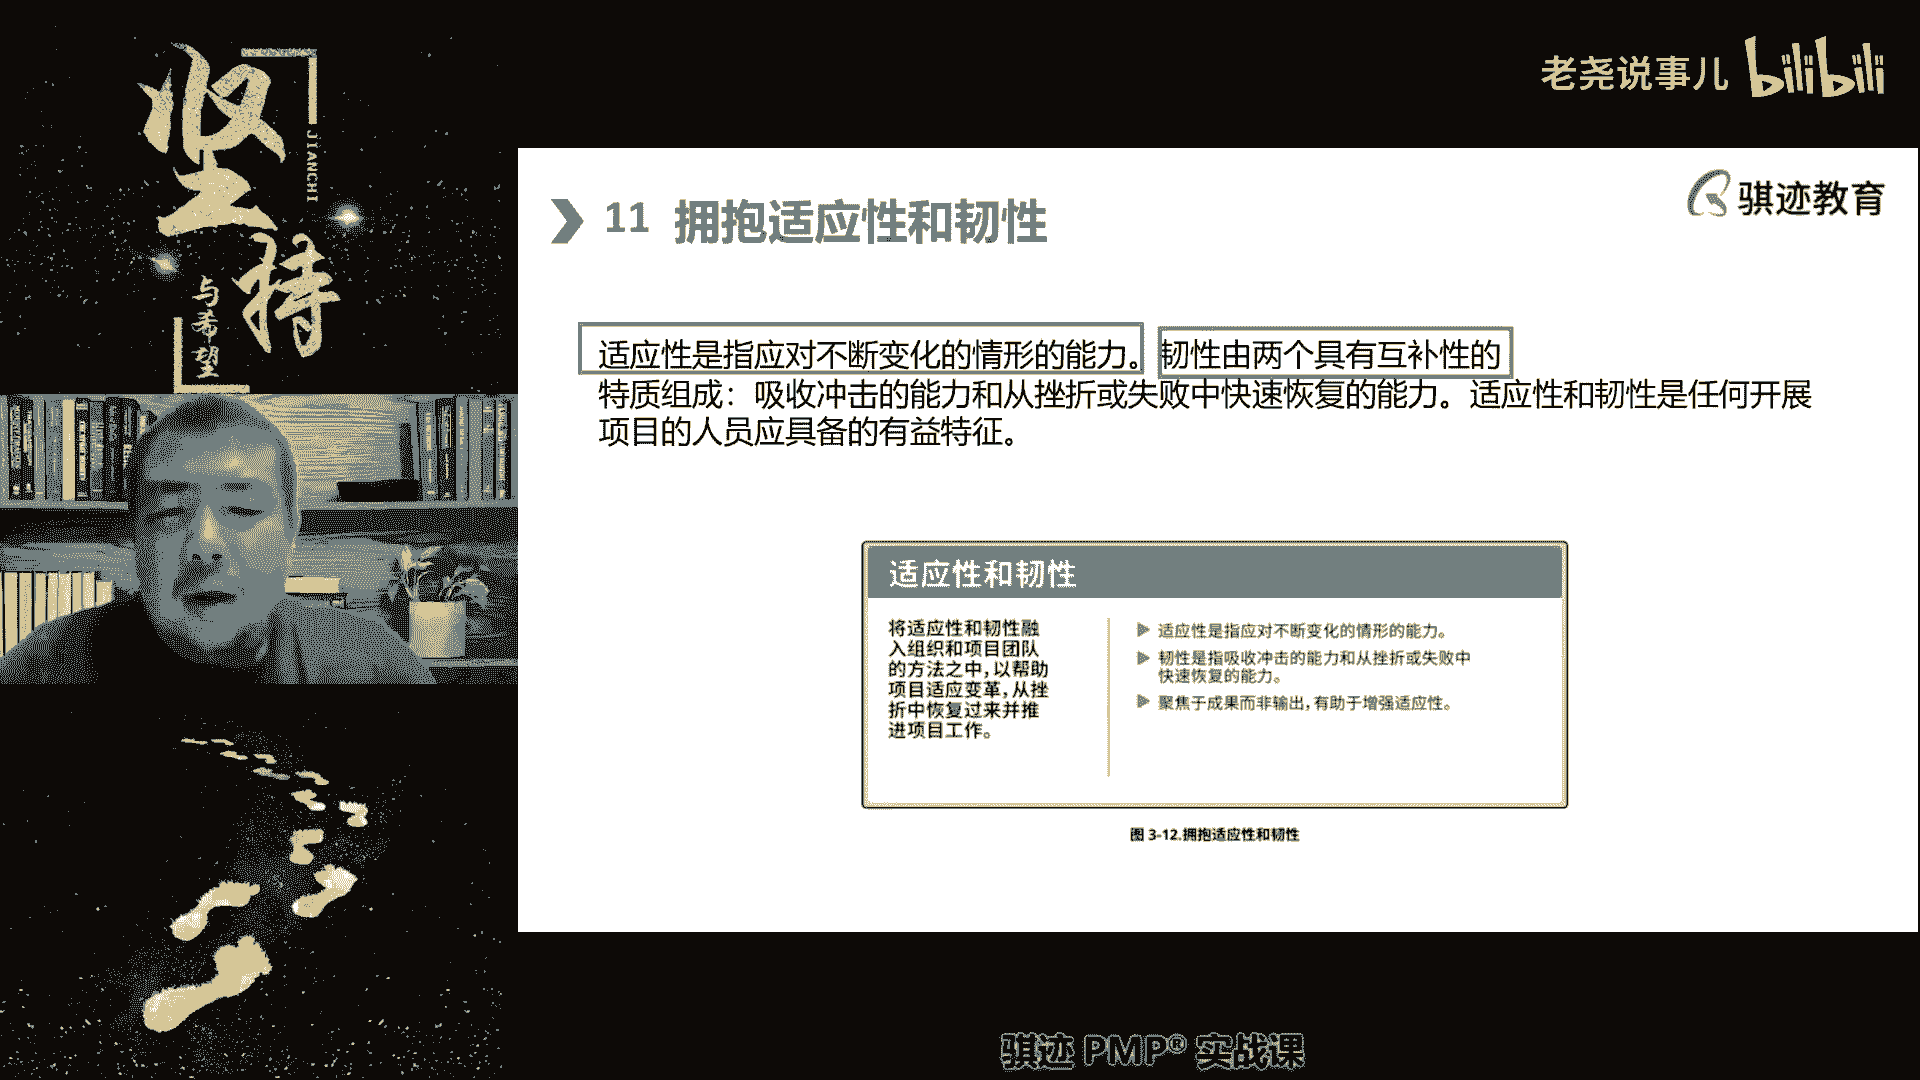 坚持
JIANCHI
与希望
老尧说事儿 bilibili
骐迹教育
11 拥抱适应性和韧性
适应性是指应对不断变化的情形的能力。韧性由两个具有互补性的
特质组成：吸收冲击的能力和从挫折或失败中快速恢复的能力。适应性和韧性是任何开展
项目的人员应具备的有益特征。
适应性和韧性
将适应性和韧性融
入组织和项目团队
的方法之中，以帮助
项目适应变革，从挫
折中恢复过来并推
进项目工作。
适应性是指应对不断变化的情形的能力。
韧性是指吸收冲击的能力和从挫折或失败中
快速恢复的能力。
聚焦于成果而非输出，有助于增强适应性。
图 3-12.拥抱适应性和韧性
骐迹 PMP® 实战课